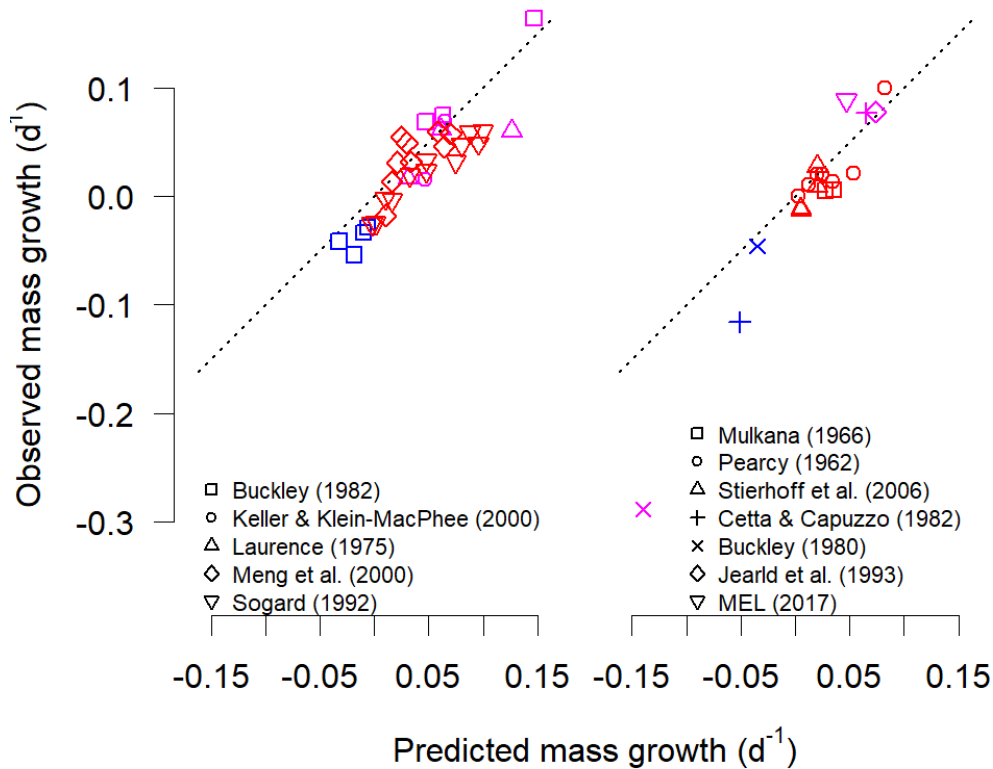 Observed mass growth (d⁻¹)
0.1
0.0
-0.1
-0.2
-0.3
Buckley (1982)
Keller & Klein-MacPhee (2000)
Laurence (1975)
Meng et al. (2000)
Sogard (1992)
Mulkana (1966)
Pearcy (1962)
Stierhoff et al. (2006)
Cetta & Capuzzo (1982)
Buckley (1980)
Jearld et al. (1993)
MEL (2017)
-0.15 -0.05 0.05 0.15 -0.15 -0.05 0.05 0.15
Predicted mass growth (d⁻¹)